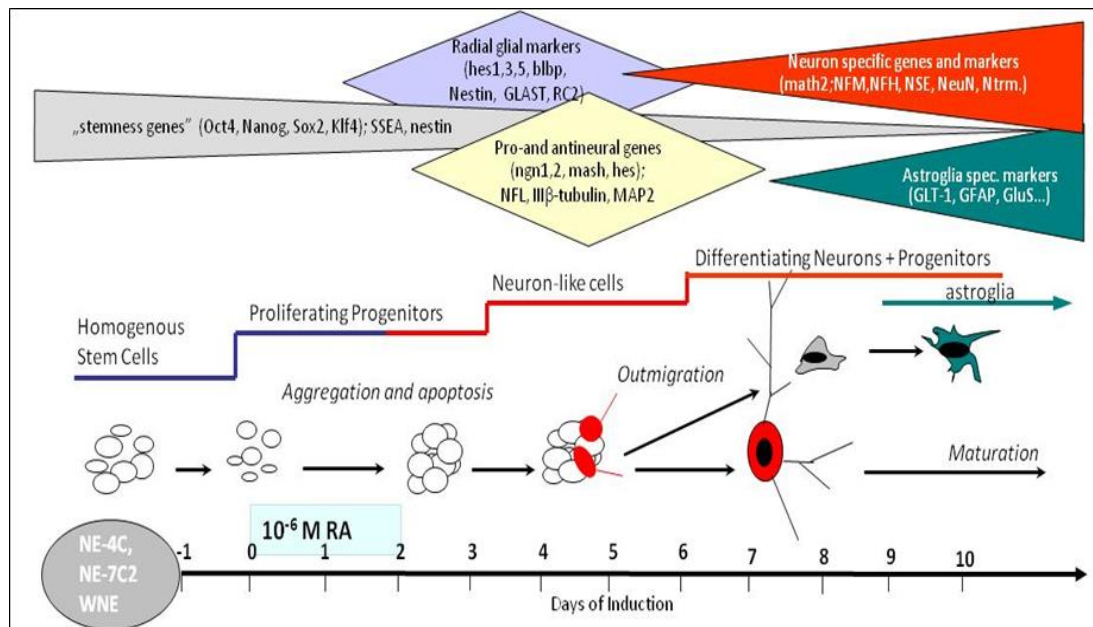 Radial glial markers
(hes1,3,5, blbp,
Nestin, GLAST, RC2)
Neuron specific genes and markers
(math2;NFM,NFH, NSE, NeuN, Ntrm.)
„stemness genes” (Oct4, Nanog, Sox2, Klf4); SSEA, nestin
Pro-and antineural genes
(ngn1,2, mash, hes);
NFL, IIIβ-tubulin, MAP2
Astroglia spec. markers
(GLT-1, GFAP, GluS...)
Differentiating Neurons + Progenitors
Neuron-like cells
astroglia
Proliferating Progenitors
Homogenous
Stem Cells
Aggregation and apoptosis
Outmigration
Maturation
10⁻⁶ M RA
NE-4C,
NE-7C2
WNE
-1 0 1 2 3 4 5 6 7 8 9 10
Days of Induction